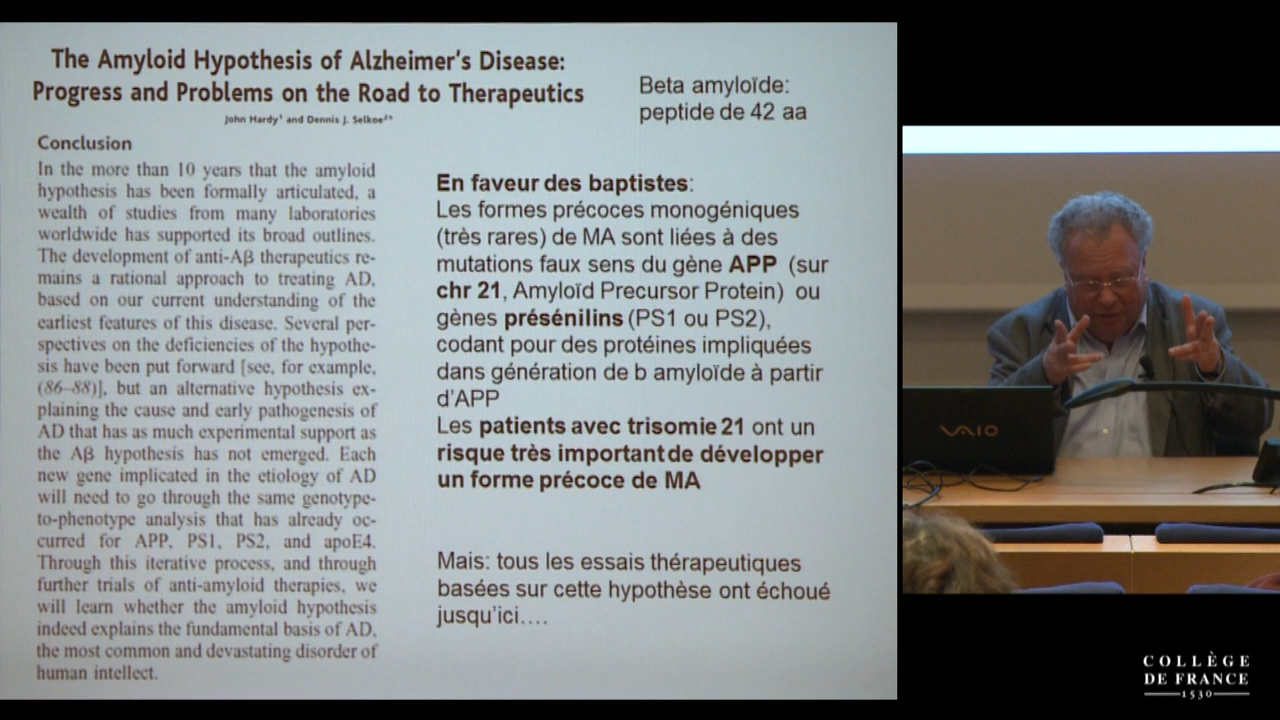 The Amyloid Hypothesis of Alzheimer's Disease:
Progress and Problems on the Road to Therapeutics
John Hardy¹ and Dennis J. Selkoe²*
Beta amyloïde:
peptide de 42 aa
Conclusion
In the more than 10 years that the amyloid
hypothesis has been formally articulated, a
wealth of studies from many laboratories
worldwide has supported its broad outlines.
The development of anti-Aβ therapeutics re-
mains a rational approach to treating AD,
based on our current understanding of the
earliest features of this disease. Several per-
spectives on the deficiencies of the hypothe-
sis have been put forward [see, for example,
(86–88)], but an alternative hypothesis ex-
plaining the cause and early pathogenesis of
AD that has as much experimental support as
the Aβ hypothesis has not emerged. Each
new gene implicated in the etiology of AD
will need to go through the same genotype-
to-phenotype analysis that has already oc-
curred for APP, PS1, PS2, and apoE4.
Through this iterative process, and through
further trials of anti-amyloid therapies, we
will learn whether the amyloid hypothesis
indeed explains the fundamental basis of AD,
the most common and devastating disorder of
human intellect.
En faveur des baptistes:
Les formes précoces monogéniques
(très rares) de MA sont liées à des
mutations faux sens du gène APP (sur
chr 21, Amyloïd Precursor Protein) ou
gènes présénilins (PS1 ou PS2),
codant pour des protéines impliquées
dans génération de b amyloïde à partir
d'APP
Les patients avec trisomie 21 ont un
risque très important de développer
un forme précoce de MA
Mais: tous les essais thérapeutiques
basées sur cette hypothèse ont échoué
jusqu'ici....
VAIO
COLLÈGE
DE FRANCE
1530